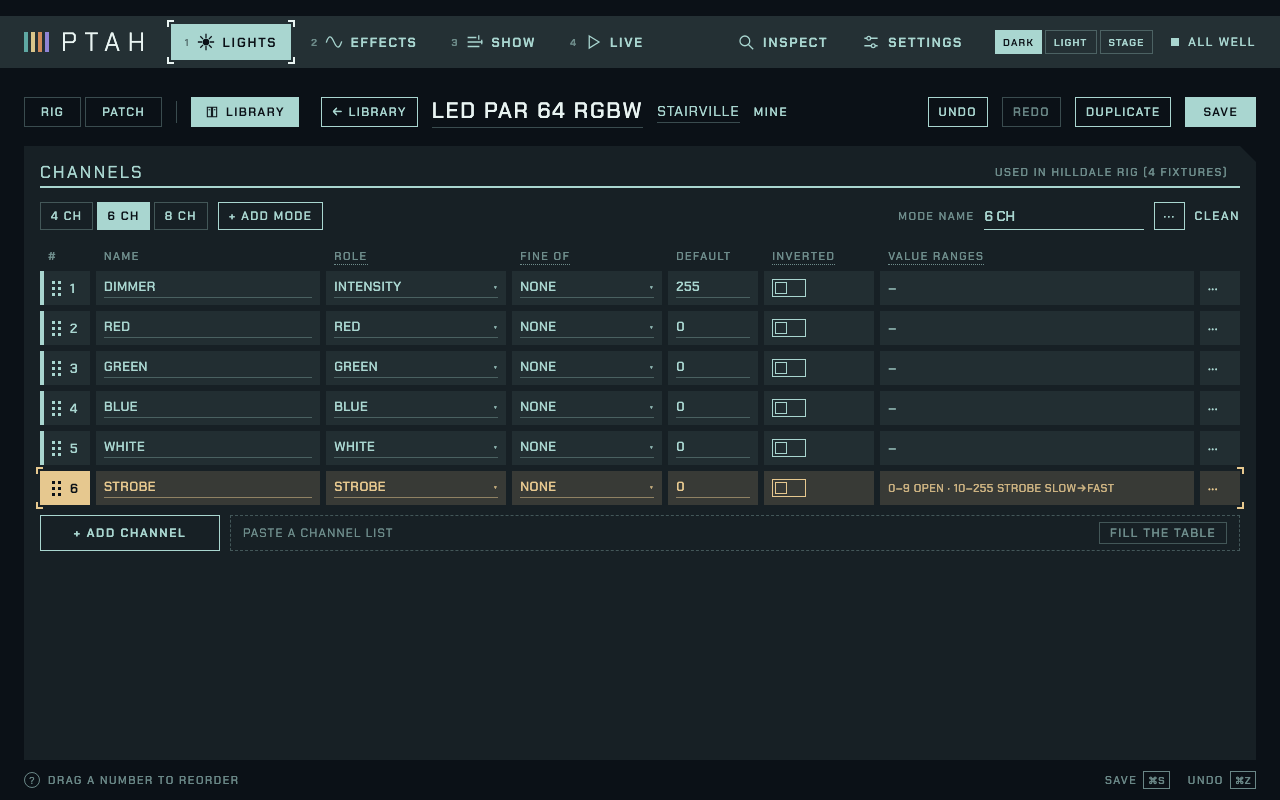 PTAH 1 LIGHTS 2 EFFECTS 3 SHOW 4 LIVE INSPECT SETTINGS DARK LIGHT STAGE ALL WELL
RIG PATCH LIBRARY ← LIBRARY LED PAR 64 RGBW STAIRVILLE MINE UNDO REDO DUPLICATE SAVE
CHANNELS USED IN HILLDALE RIG (4 FIXTURES)
4 CH 6 CH 8 CH + ADD MODE MODE NAME 6 CH ... CLEAN
# NAME ROLE FINE OF DEFAULT INVERTED VALUE RANGES
1 DIMMER INTENSITY NONE 255 – ...
2 RED RED NONE 0 – ...
3 GREEN GREEN NONE 0 – ...
4 BLUE BLUE NONE 0 – ...
5 WHITE WHITE NONE 0 – ...
6 STROBE STROBE NONE 0 0–9 OPEN · 10–255 STROBE SLOW→FAST ...
+ ADD CHANNEL PASTE A CHANNEL LIST FILL THE TABLE
? DRAG A NUMBER TO REORDER SAVE ⌘S UNDO ⌘Z